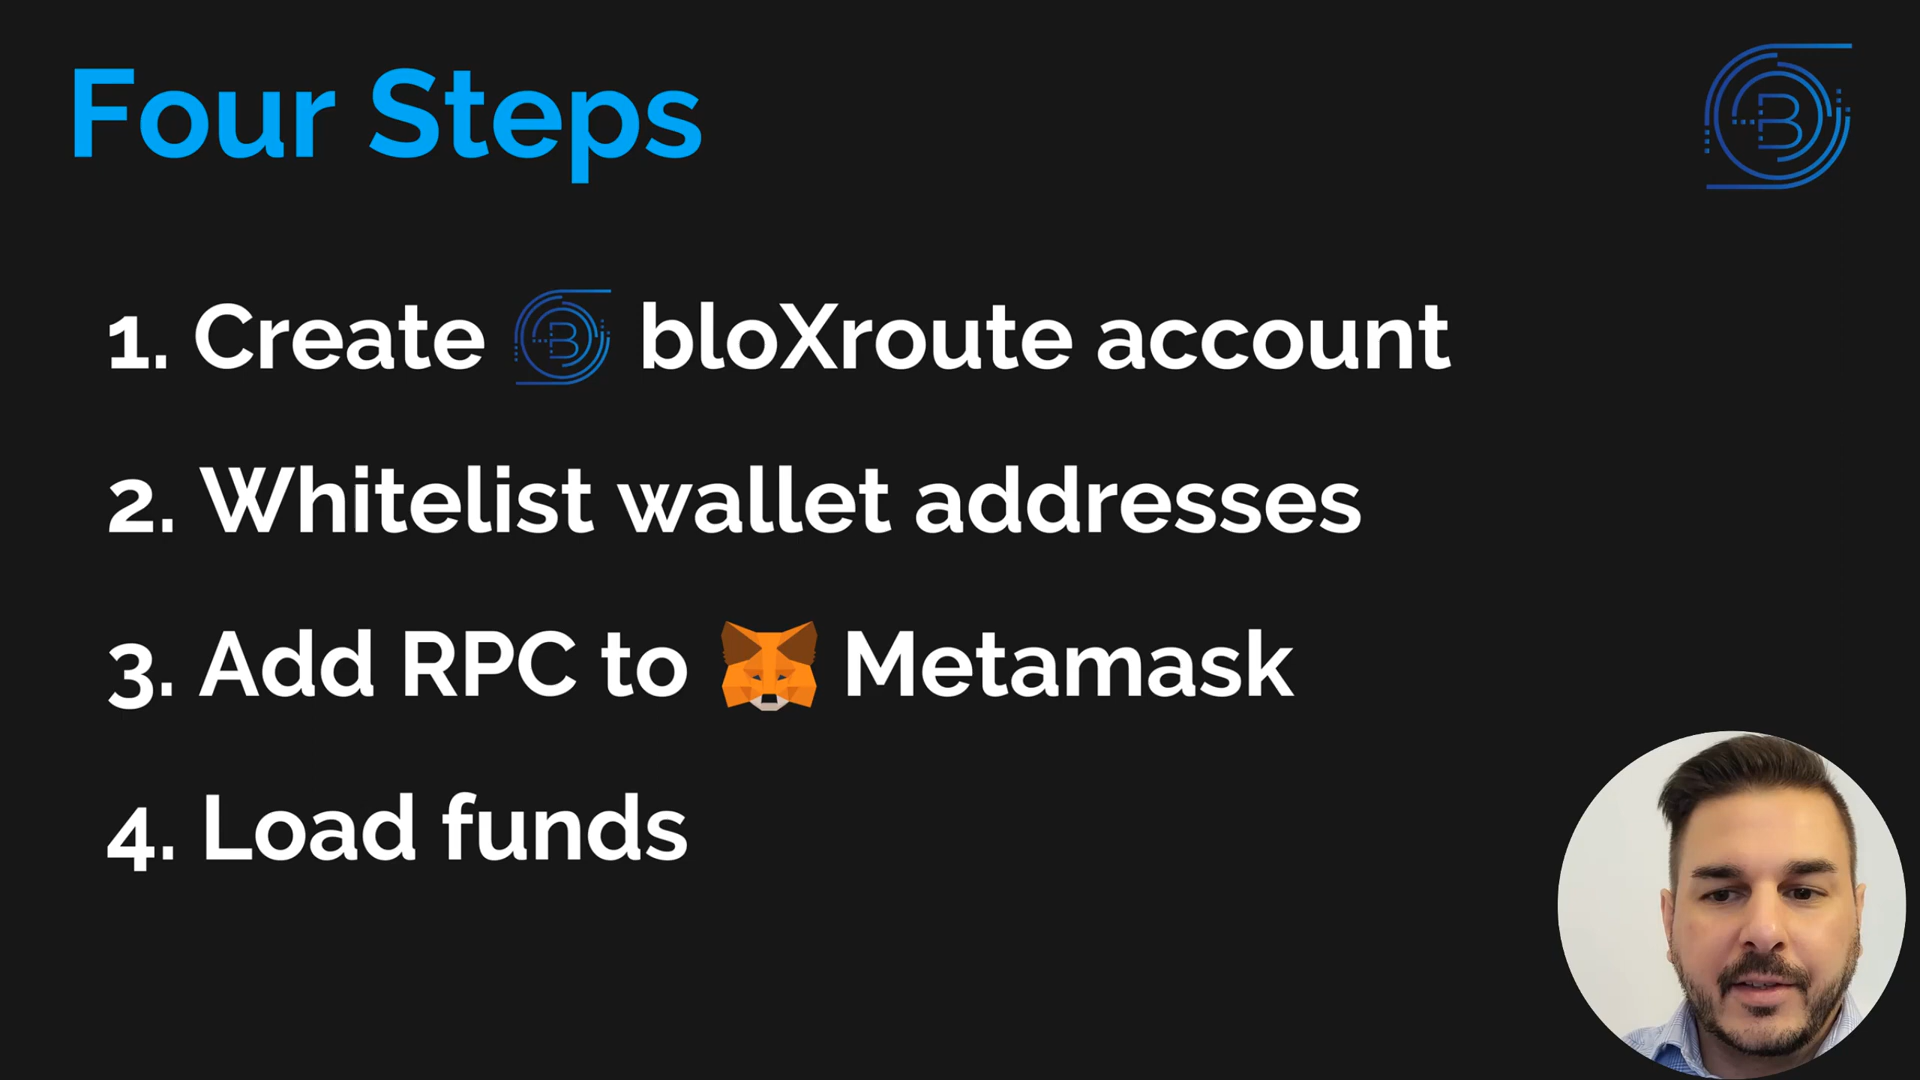 Four Steps
B
1. Create B bloXroute account
2. Whitelist wallet addresses
3. Add RPC to Metamask
4. Load funds